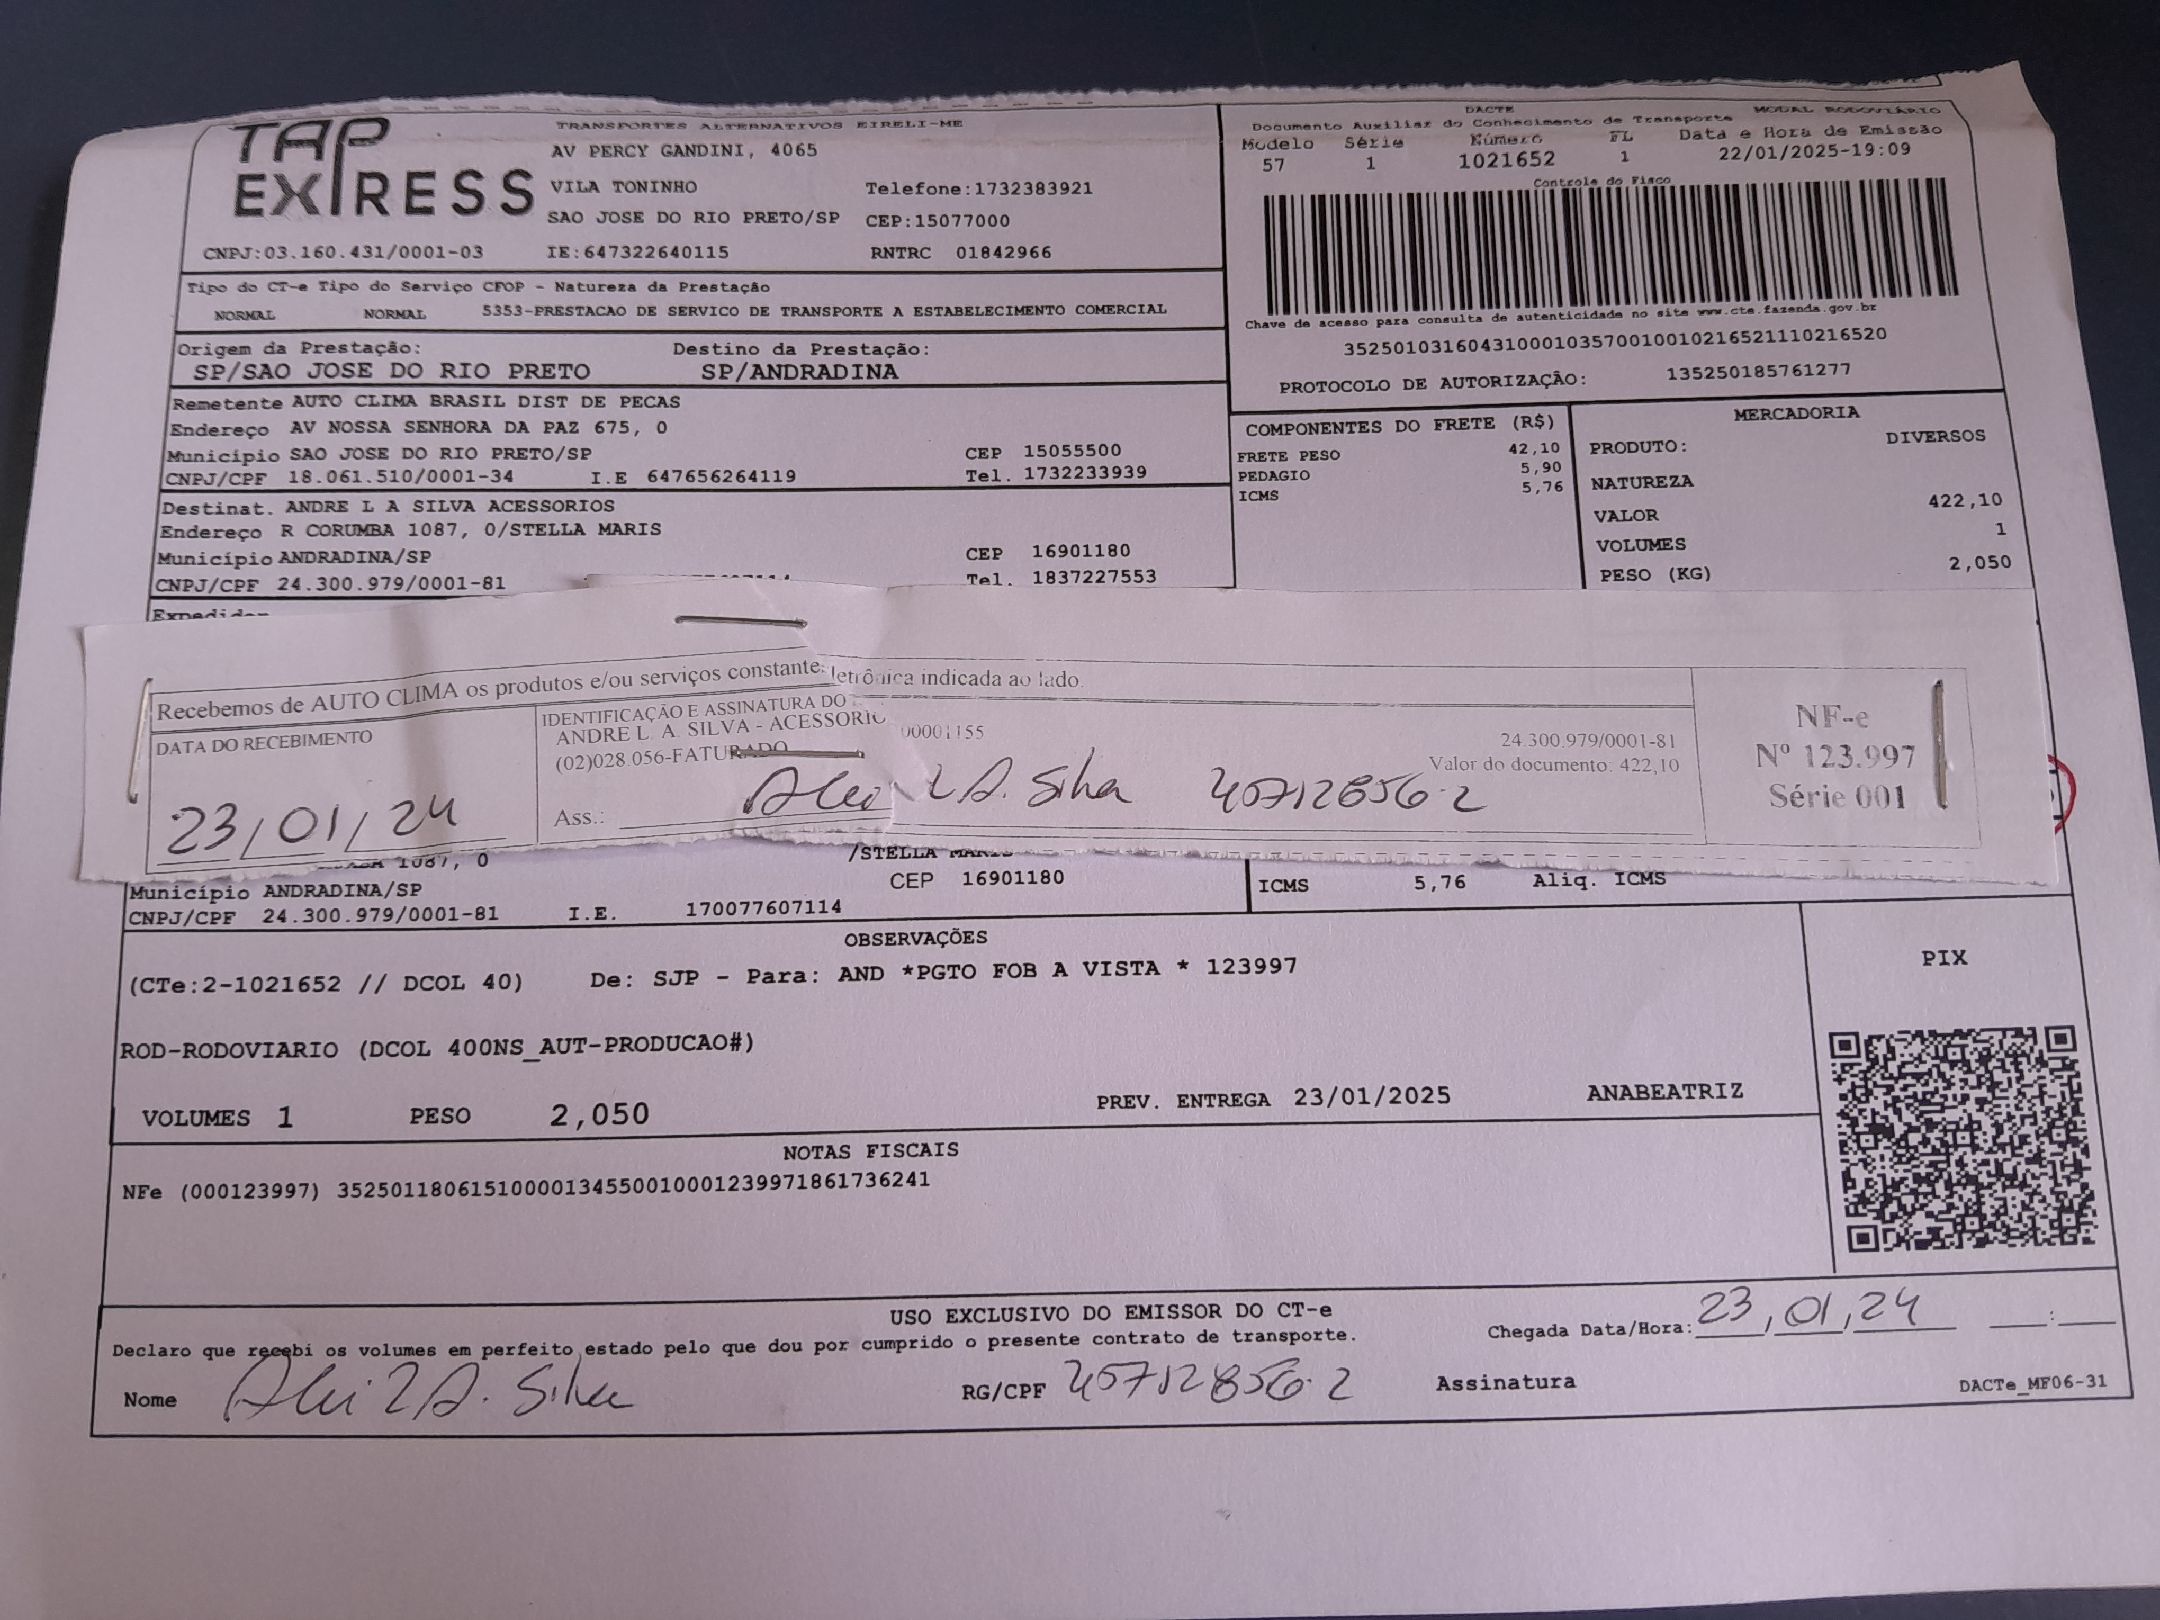 TAP EXPRESS
TRANSPORTES ALTERNATIVOS EIRELI-ME
AV PERCY GANDINI, 4065
VILA TONINHO Telefone:1732383921
SAO JOSE DO RIO PRETO/SP CEP:15077000
CNPJ:03.160.431/0001-03 IE:647322640115 RNTRC 01842966
DACTE MODAL RODOVIÁRIO
Documento Auxiliar do Conhecimento de Transporte
Modelo Série Número FL Data e Hora de Emissão
57 1 1021652 1 22/01/2025-19:09
Controle do Fisco
Chave de acesso para consulta de autenticidade no site www.cte.fazenda.gov.br
35250103160431000103570010010216521110216520
PROTOCOLO DE AUTORIZAÇÃO: 135250185761277
Tipo do CT-e Tipo do Serviço CFOP - Natureza da Prestação
NORMAL NORMAL 5353-PRESTACAO DE SERVICO DE TRANSPORTE A ESTABELECIMENTO COMERCIAL
Origem da Prestação: Destino da Prestação:
SP/SAO JOSE DO RIO PRETO SP/ANDRADINA
Remetente AUTO CLIMA BRASIL DIST DE PECAS
Endereço AV NOSSA SENHORA DA PAZ 675, 0
Município SAO JOSE DO RIO PRETO/SP CEP 15055500
CNPJ/CPF 18.061.510/0001-34 I.E 647656264119 Tel. 1732233939
Destinat. ANDRE L A SILVA ACESSORIOS
Endereço R CORUMBA 1087, 0/STELLA MARIS
Município ANDRADINA/SP CEP 16901180
CNPJ/CPF 24.300.979/0001-81 Tel. 1837227553
COMPONENTES DO FRETE (R$)
FRETE PESO 42,10
PEDAGIO 5,90
ICMS 5,76
MERCADORIA
PRODUTO: DIVERSOS
NATUREZA
VALOR 422,10
VOLUMES 1
PESO (KG) 2,050
Recebemos de AUTO CLIMA os produtos e/ou serviços constante letrônica indicada ao lado.
DATA DO RECEBIMENTO
23/01/24
IDENTIFICAÇÃO E ASSINATURA DO
ANDRE L. A. SILVA - ACESSORIO 00001155 24.300.979/0001-81
(02)028.056-FATURADO Valor do documento: 422,10
Ass.: L A. Silva 45712856-2
NF-e
Nº 123.997
Série 001
1087, 0 /STELLA
Município ANDRADINA/SP CEP 16901180
CNPJ/CPF 24.300.979/0001-81 I.E. 170077607114
ICMS 5,76 Aliq. ICMS
OBSERVAÇÕES
(CTe:2-1021652 // DCOL 40) De: SJP - Para: AND *PGTO FOB A VISTA * 123997
ROD-RODOVIARIO (DCOL 400NS_AUT-PRODUCAO#)
VOLUMES 1 PESO 2,050 PREV. ENTREGA 23/01/2025 ANABEATRIZ
PIX
NOTAS FISCAIS
NFe (000123997) 35250118061510000134550010001239971861736241
USO EXCLUSIVO DO EMISSOR DO CT-e
Declaro que recebi os volumes em perfeito estado pelo que dou por cumprido o presente contrato de transporte.
Chegada Data/Hora: 23,01,24 :
Nome L A. Silva RG/CPF 45712856-2 Assinatura
DACTe_MF06-31